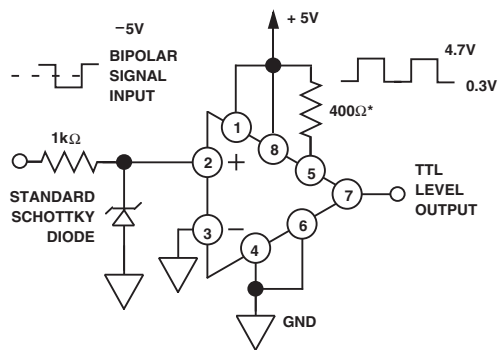 −5V
BIPOLAR
SIGNAL
INPUT
+ 5V
4.7V
0.3V
400Ω*
1kΩ
1
8
5
7
2
+
3
−
4
6
STANDARD
SCHOTTKY
DIODE
TTL
LEVEL
OUTPUT
GND